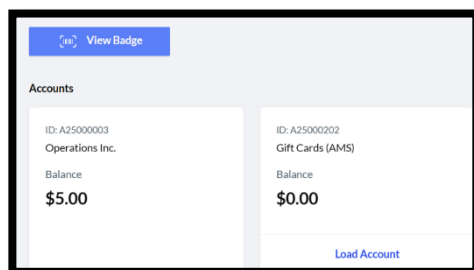 View Badge
Accounts
ID: A25000003
Operations Inc.
Balance
$5.00
ID: A25000202
Gift Cards (AMS)
Balance
$0.00
Load Account